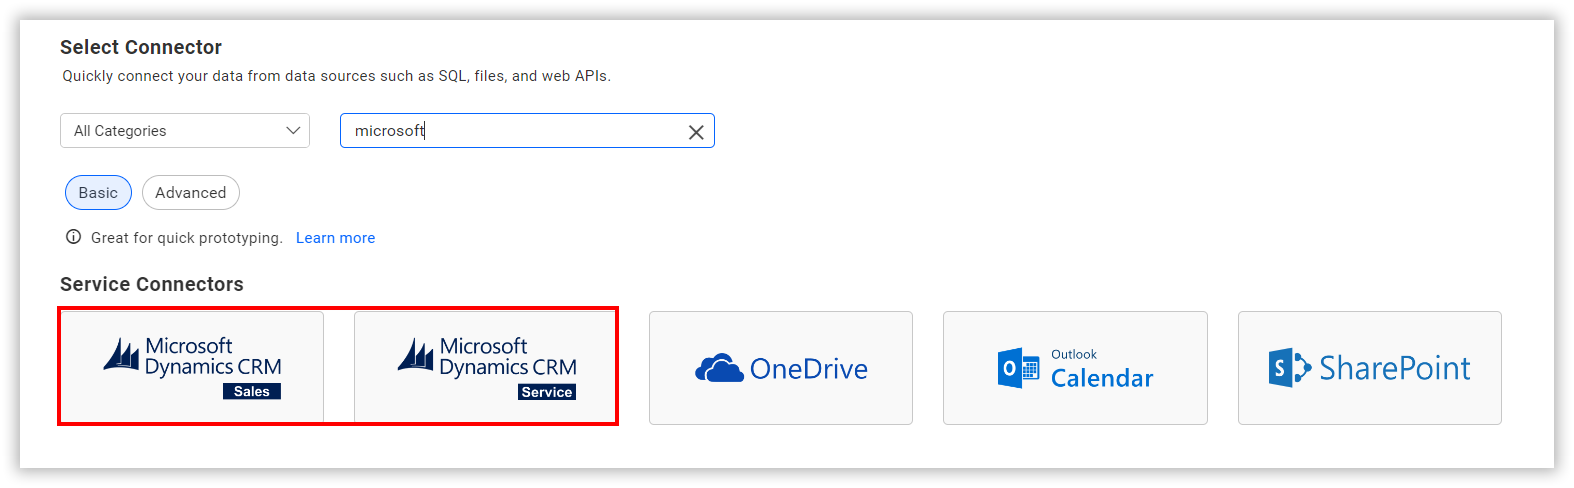 Select Connector
Quickly connect your data from data sources such as SQL, files, and web APIs.
All Categories
microsoft
Basic
Advanced
Great for quick prototyping. Learn more
Service Connectors
Microsoft
Dynamics CRM
Sales
Microsoft
Dynamics CRM
Service
OneDrive
Outlook
Calendar
SharePoint